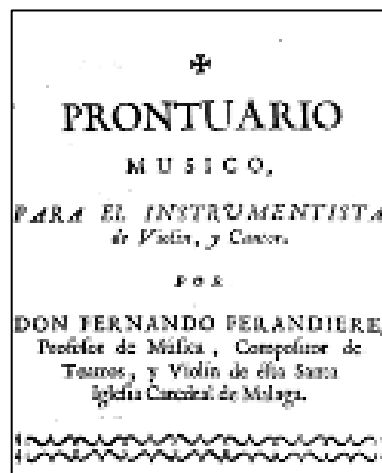 PRONTUARIO
MUSICO,
PARA EL INSTRUMENTISTA
de Violin, y Cantor.
POR
DON FERNANDO FERANDIERE,
Profesor de Música, Compositor de
Teatros, y Violin de esta Santa
Iglesia Catedral de Malaga.